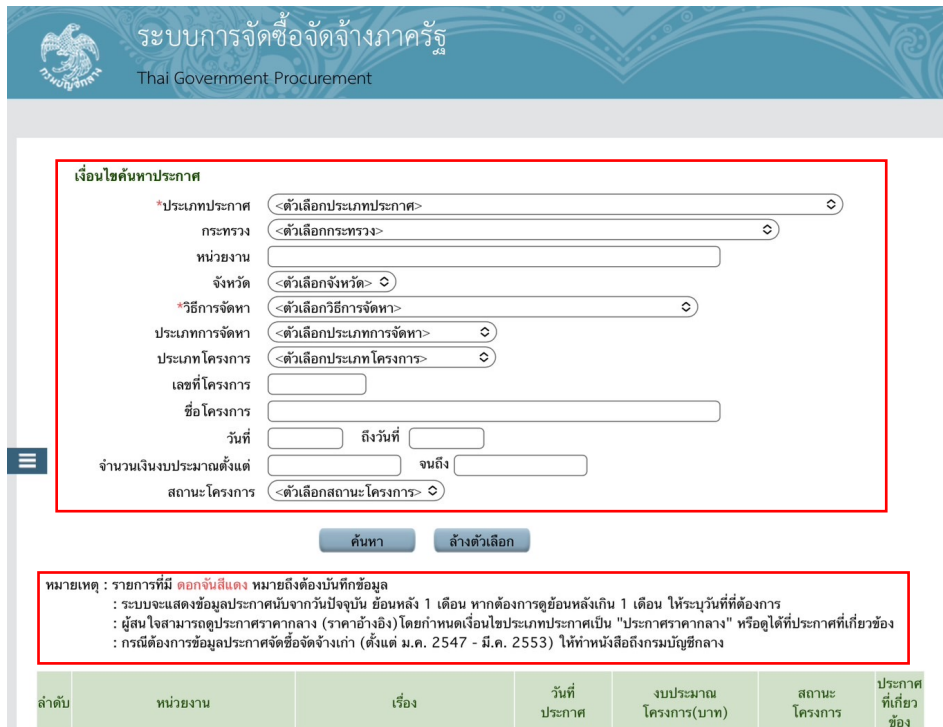 ระบบการจัดซื้อจัดจ้างภาครัฐ
Thai Government Procurement
กรมบัญชีกลาง
เงื่อนไขค้นหาประกาศ
*ประเภทประกาศ <ตัวเลือกประเภทประกาศ>
กระทรวง <ตัวเลือกกระทรวง>
หน่วยงาน
จังหวัด <ตัวเลือกจังหวัด>
*วิธีการจัดหา <ตัวเลือกวิธีการจัดหา>
ประเภทการจัดหา <ตัวเลือกประเภทการจัดหา>
ประเภทโครงการ <ตัวเลือกประเภทโครงการ>
เลขที่โครงการ
ชื่อโครงการ
วันที่ ถึงวันที่
จำนวนเงินงบประมาณตั้งแต่ จนถึง
สถานะโครงการ <ตัวเลือกสถานะโครงการ>
ค้นหา ล้างตัวเลือก
หมายเหตุ : รายการที่มี ดอกจันสีแดง หมายถึงต้องบันทึกข้อมูล
: ระบบจะแสดงข้อมูลประกาศนับจากวันปัจจุบัน ย้อนหลัง 1 เดือน หากต้องการดูย้อนหลังเกิน 1 เดือน ให้ระบุวันที่ที่ต้องการ
: ผู้สนใจสามารถดูประกาศราคากลาง (ราคาอ้างอิง)โดยกำหนดเงื่อนไขประเภทประกาศเป็น "ประกาศราคากลาง" หรือดูได้ที่ประกาศที่เกี่ยวข้อง
: กรณีต้องการข้อมูลประกาศจัดซื้อจัดจ้างเก่า (ตั้งแต่ ม.ค. 2547 - มี.ค. 2553) ให้ทำหนังสือถึงกรมบัญชีกลาง
ลำดับ หน่วยงาน เรื่อง วันที่ประกาศ งบประมาณโครงการ(บาท) สถานะโครงการ ประกาศที่เกี่ยวข้อง